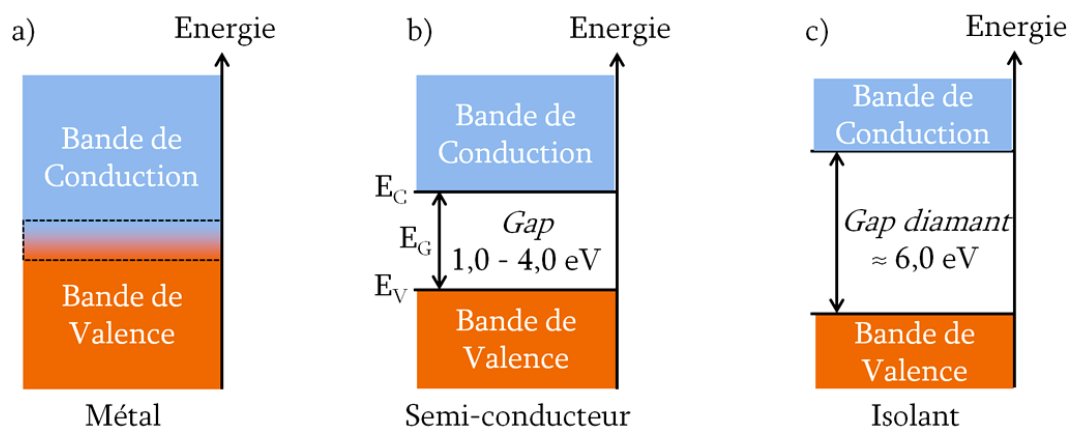 a)
Energie
Bande de
Conduction
Bande de
Valence
Métal
b)
Energie
Bande de
Conduction
E_C
Gap
E_G
1,0 - 4,0 eV
E_V
Bande de
Valence
Semi-conducteur
c)
Energie
Bande de
Conduction
Gap diamant
≈ 6,0 eV
Bande de
Valence
Isolant